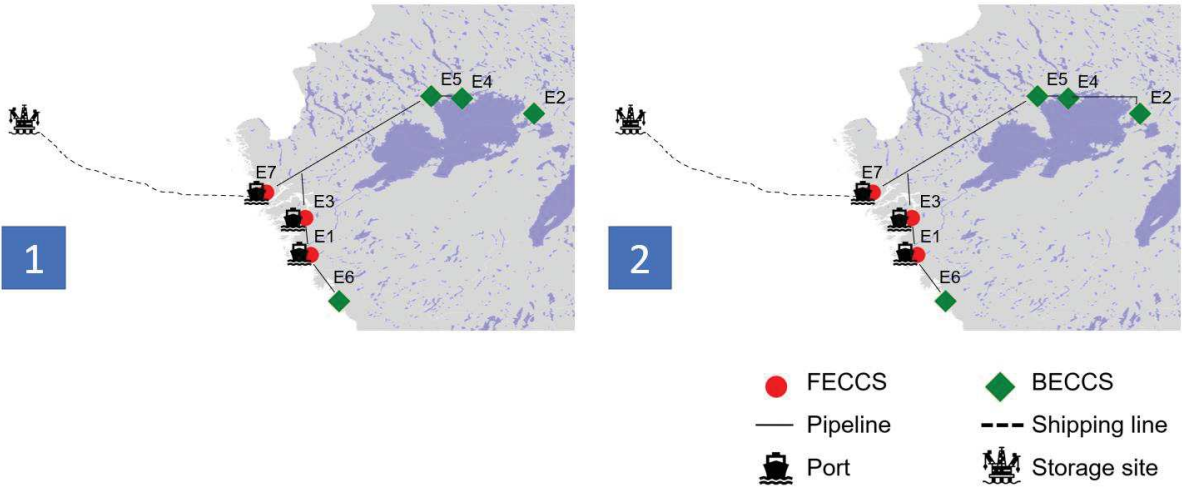 E5
E4
E2
E7
E3
E1
E6
1
E5
E4
E2
E7
E3
E1
E6
2
FECCS
BECCS
Pipeline
Shipping line
Port
Storage site